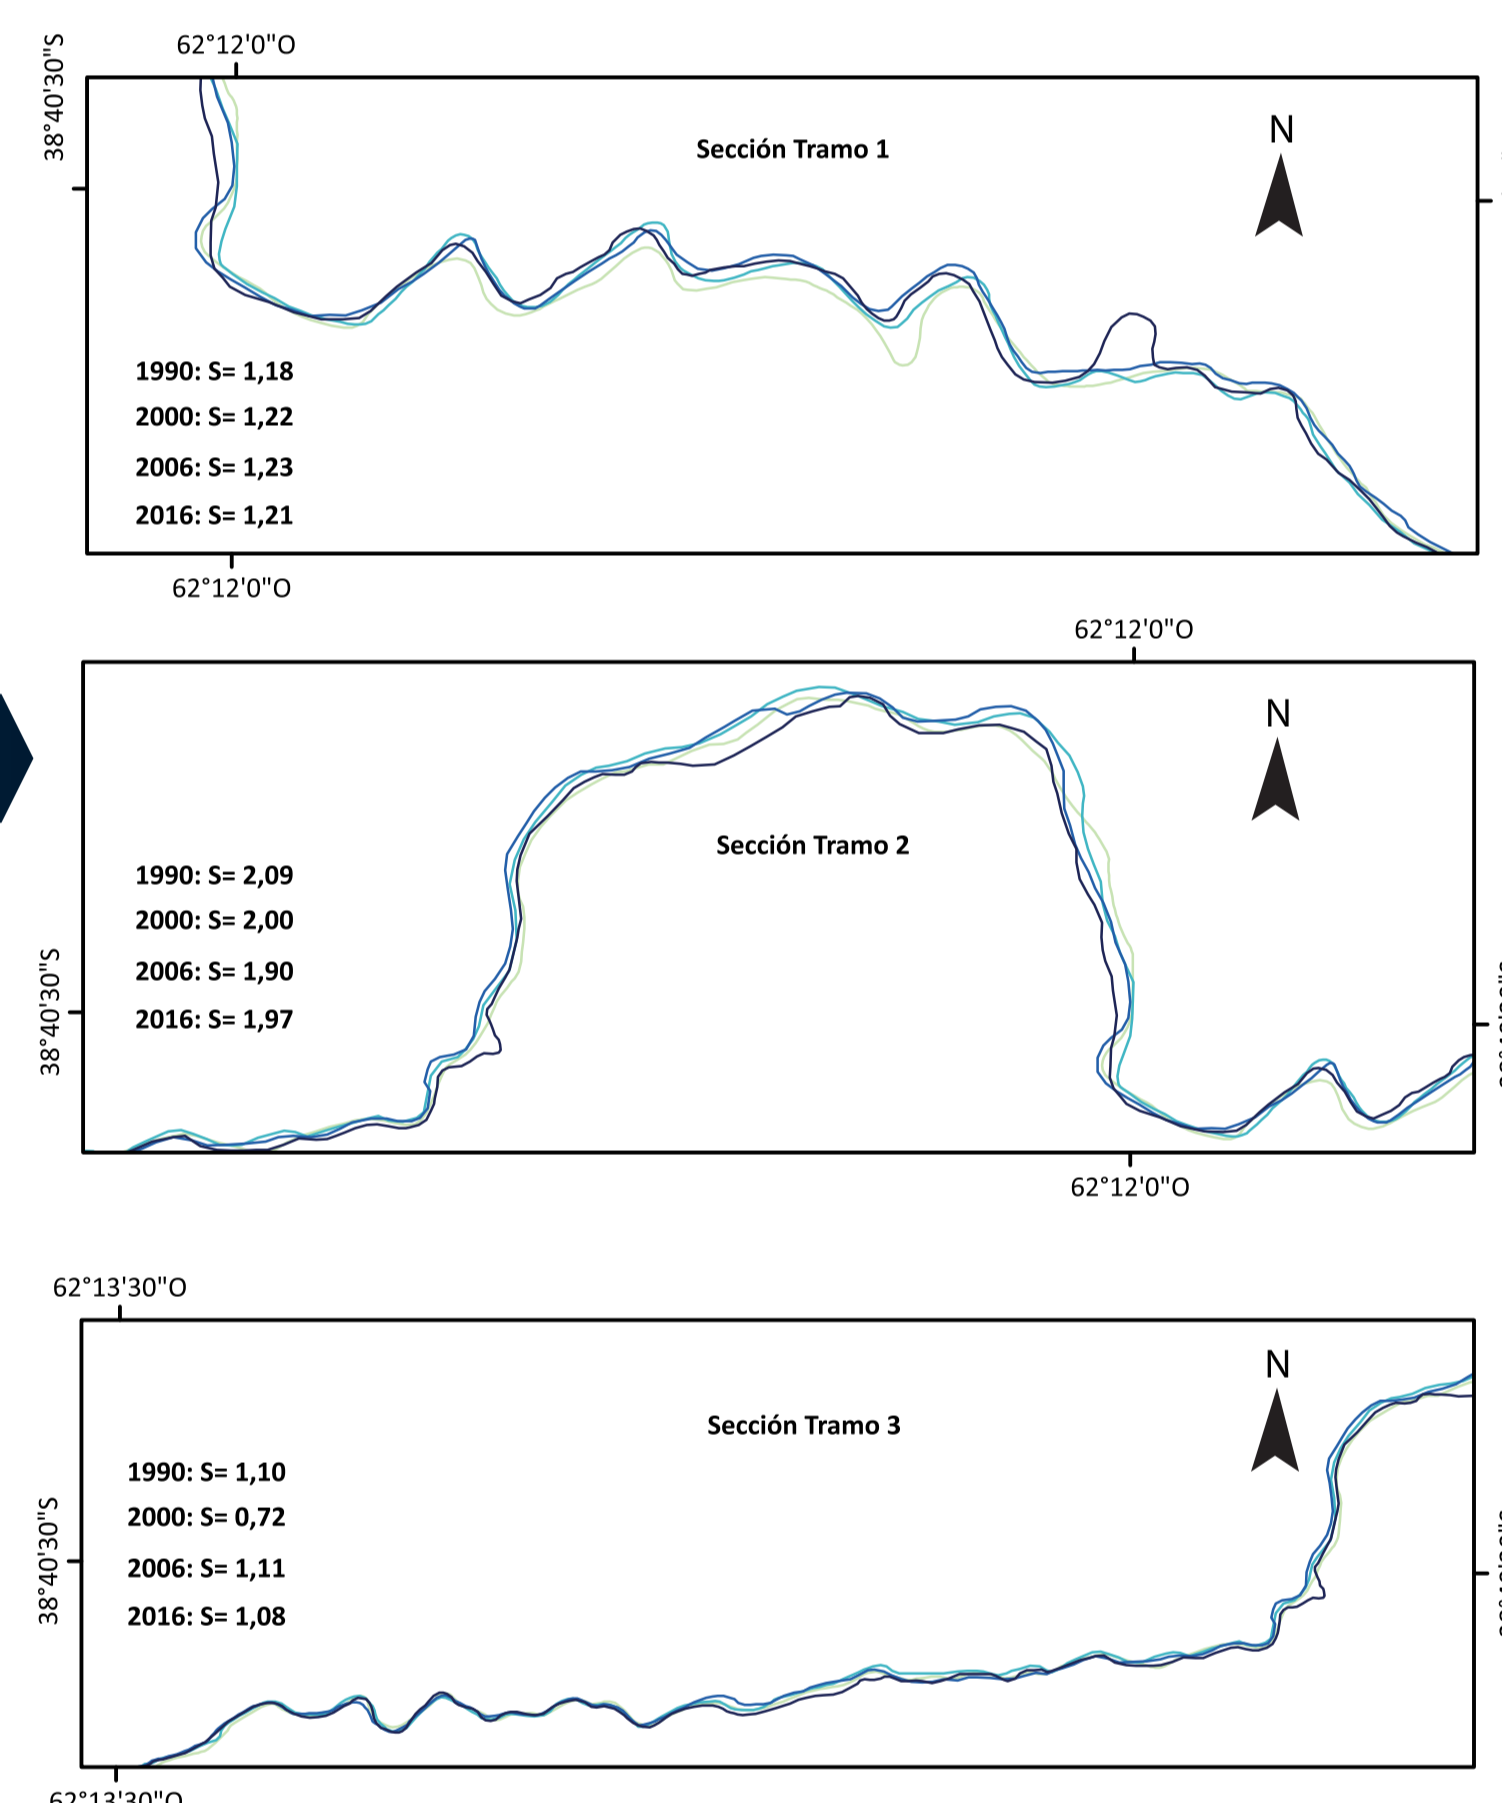 62°12'0"O
38°40'30"S
Sección Tramo 1
N
1990: S= 1,18
2000: S= 1,22
2006: S= 1,23
2016: S= 1,21
62°12'0"O
62°12'0"O
N
Sección Tramo 2
1990: S= 2,09
2000: S= 2,00
2006: S= 1,90
2016: S= 1,97
38°40'30"S
62°12'0"O
62°13'30"O
N
Sección Tramo 3
1990: S= 1,10
2000: S= 0,72
2006: S= 1,11
2016: S= 1,08
38°40'30"S
62°13'30"O